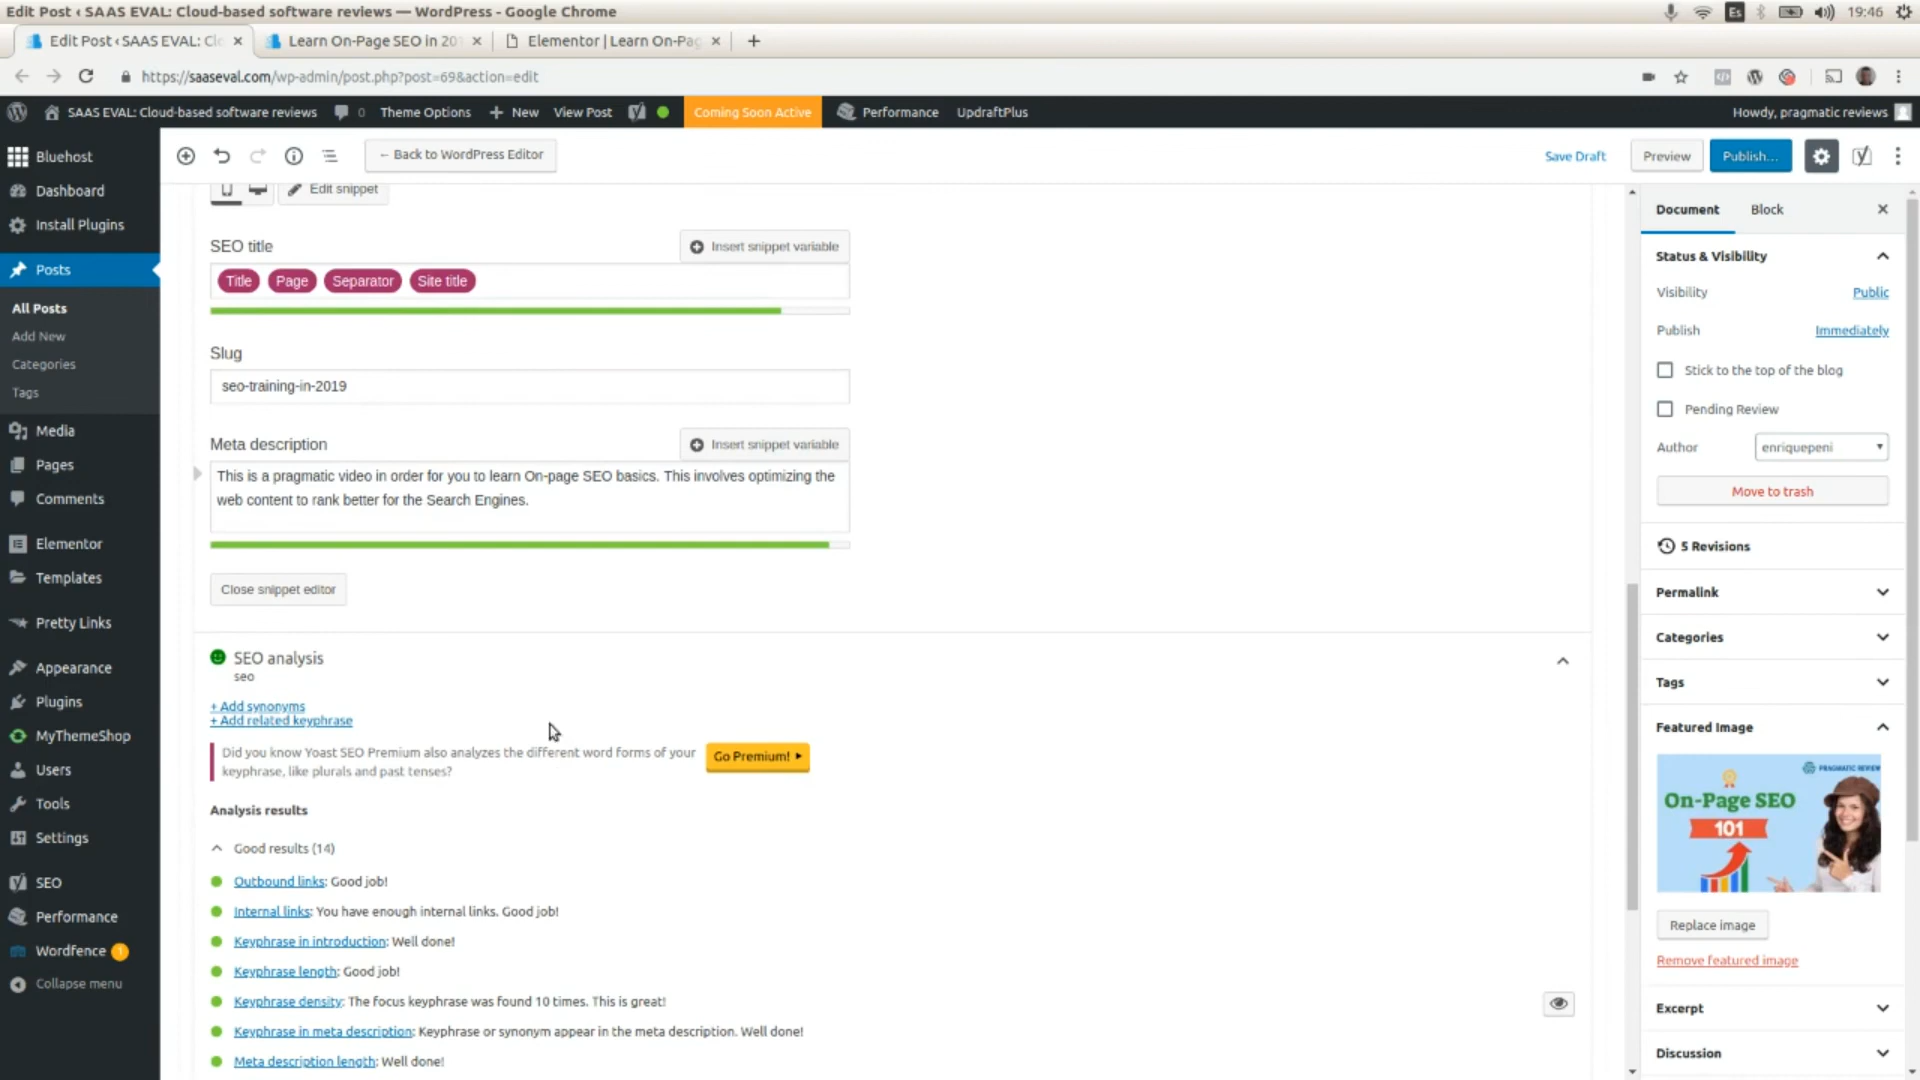 Edit Post ‹ SAAS EVAL: Cloud-based software reviews — WordPress - Google Chrome
Es
19:46
Edit Post ‹ SAAS EVAL: Clo
Learn On-Page SEO in 201
Elementor | Learn On-Pag
https://saaseval.com/wp-admin/post.php?post=69&action=edit
SAAS EVAL: Cloud-based software reviews
0
Theme Options
New
View Post
Coming Soon Active
Performance
UpdraftPlus
Howdy, pragmatic reviews
← Back to WordPress Editor
Save Draft
Preview
Publish...
Bluehost
Dashboard
Install Plugins
Posts
All Posts
Add New
Categories
Tags
Media
Pages
Comments
Elementor
Templates
Pretty Links
Appearance
Plugins
MyThemeShop
Users
Tools
Settings
SEO
Performance
Wordfence 1
Collapse menu
Edit snippet
SEO title
Insert snippet variable
Title Page Separator Site title
Slug
seo-training-in-2019
Meta description
Insert snippet variable
This is a pragmatic video in order for you to learn On-page SEO basics. This involves optimizing the
web content to rank better for the Search Engines.
Close snippet editor
SEO analysis
seo
+ Add synonyms
+ Add related keyphrase
Did you know Yoast SEO Premium also analyzes the different word forms of your
keyphrase, like plurals and past tenses?
Go Premium!
Analysis results
Good results (14)
Outbound links: Good job!
Internal links: You have enough internal links. Good job!
Keyphrase in introduction: Well done!
Keyphrase length: Good job!
Keyphrase density: The focus keyphrase was found 10 times. This is great!
Keyphrase in meta description: Keyphrase or synonym appear in the meta description. Well done!
Meta description length: Well done!
Document
Block
Status & Visibility
Visibility
Public
Publish
Immediately
Stick to the top of the blog
Pending Review
Author
enriquepeni
Move to trash
5 Revisions
Permalink
Categories
Tags
Featured Image
PRAGMATIC REVIEWS
On-Page SEO
101
Replace image
Remove featured image
Excerpt
Discussion